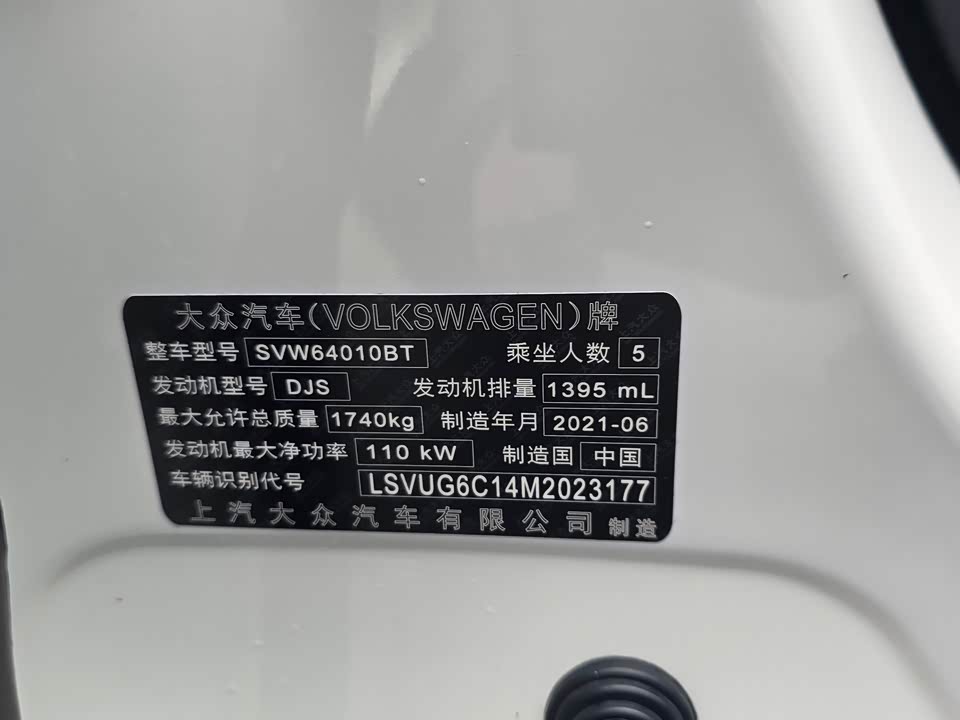 大众汽车(VOLKSWAGEN)牌
整车型号 SVW64010BT 乘坐人数 5
发动机型号 DJS 发动机排量 1395 mL
最大允许总质量 1740kg 制造年月 2021-06
发动机最大净功率 110 kW 制造国 中国
车辆识别代号 LSVUG6C14M2023177
上汽大众汽车有限公司 制造